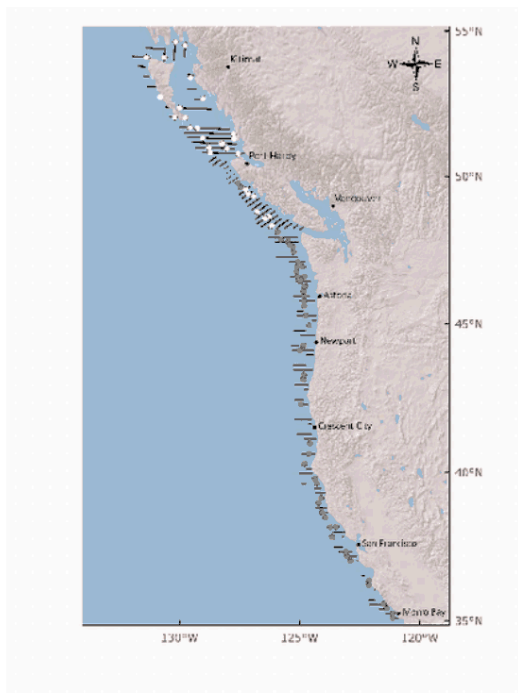 55°N
N
W E
S
Kitimat
Port Hardy
50°N
Vancouver
Astoria
45°N
Newport
Crescent City
40°N
San Francisco
Morro Bay
35°N
130°W 125°W 120°W